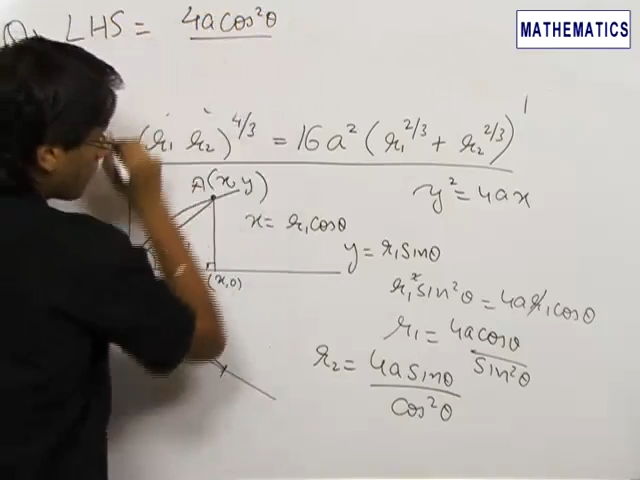 LHS = 4acos²θ
MATHEMATICS
(r₁ r₂)^4/3 = 16a² (r₁^2/3 + r₂^2/3)
A(x, y)
y² = 4ax
x = r₁cosθ
y = r₁sinθ
(x,0)
r₁²sin²θ = 4ar₁cosθ
r₁ = 4acosθ/sin²θ
r₂ = 4asinθ/cos²θ